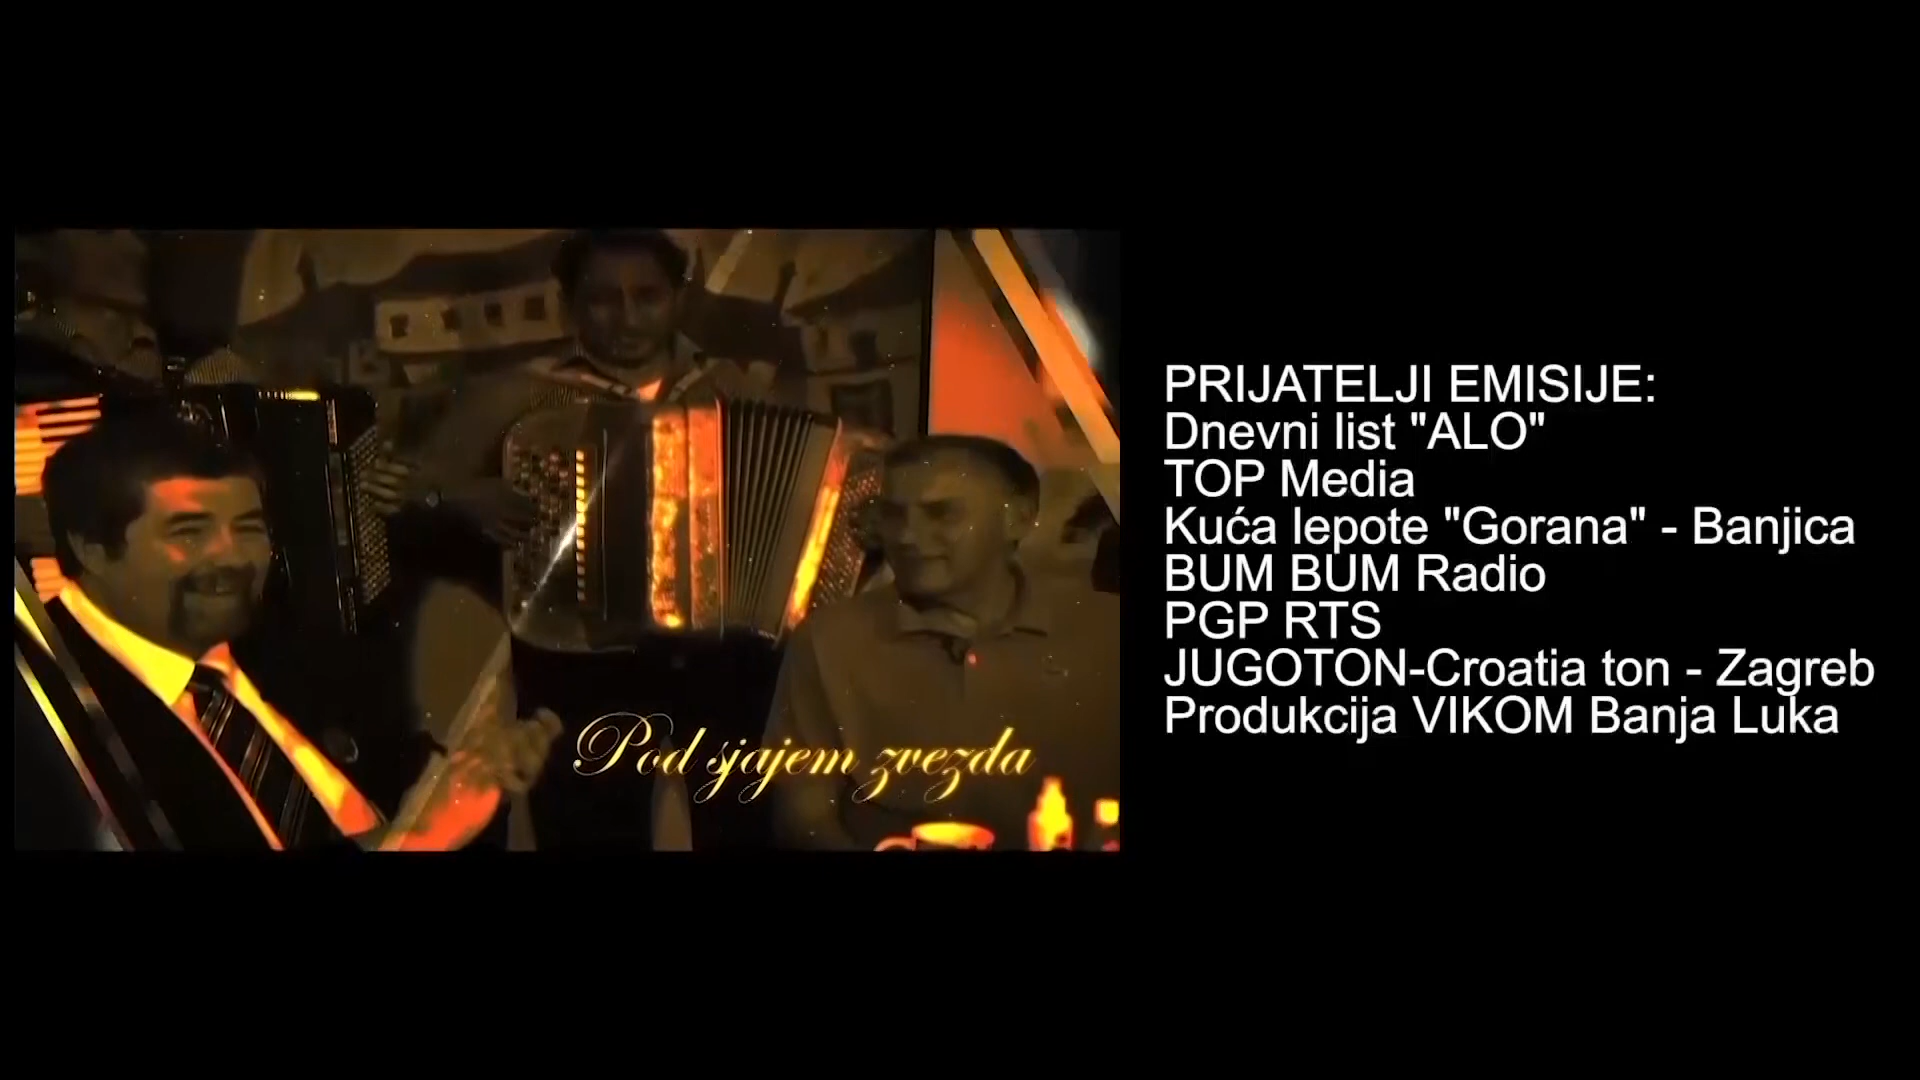 Pod sjajem zvezda
PRIJATELJI EMISIJE:
Dnevni list "ALO"
TOP Media
Kuća lepote "Gorana" - Banjica
BUM BUM Radio
PGP RTS
JUGOTON-Croatia ton - Zagreb
Produkcija VIKOM Banja Luka